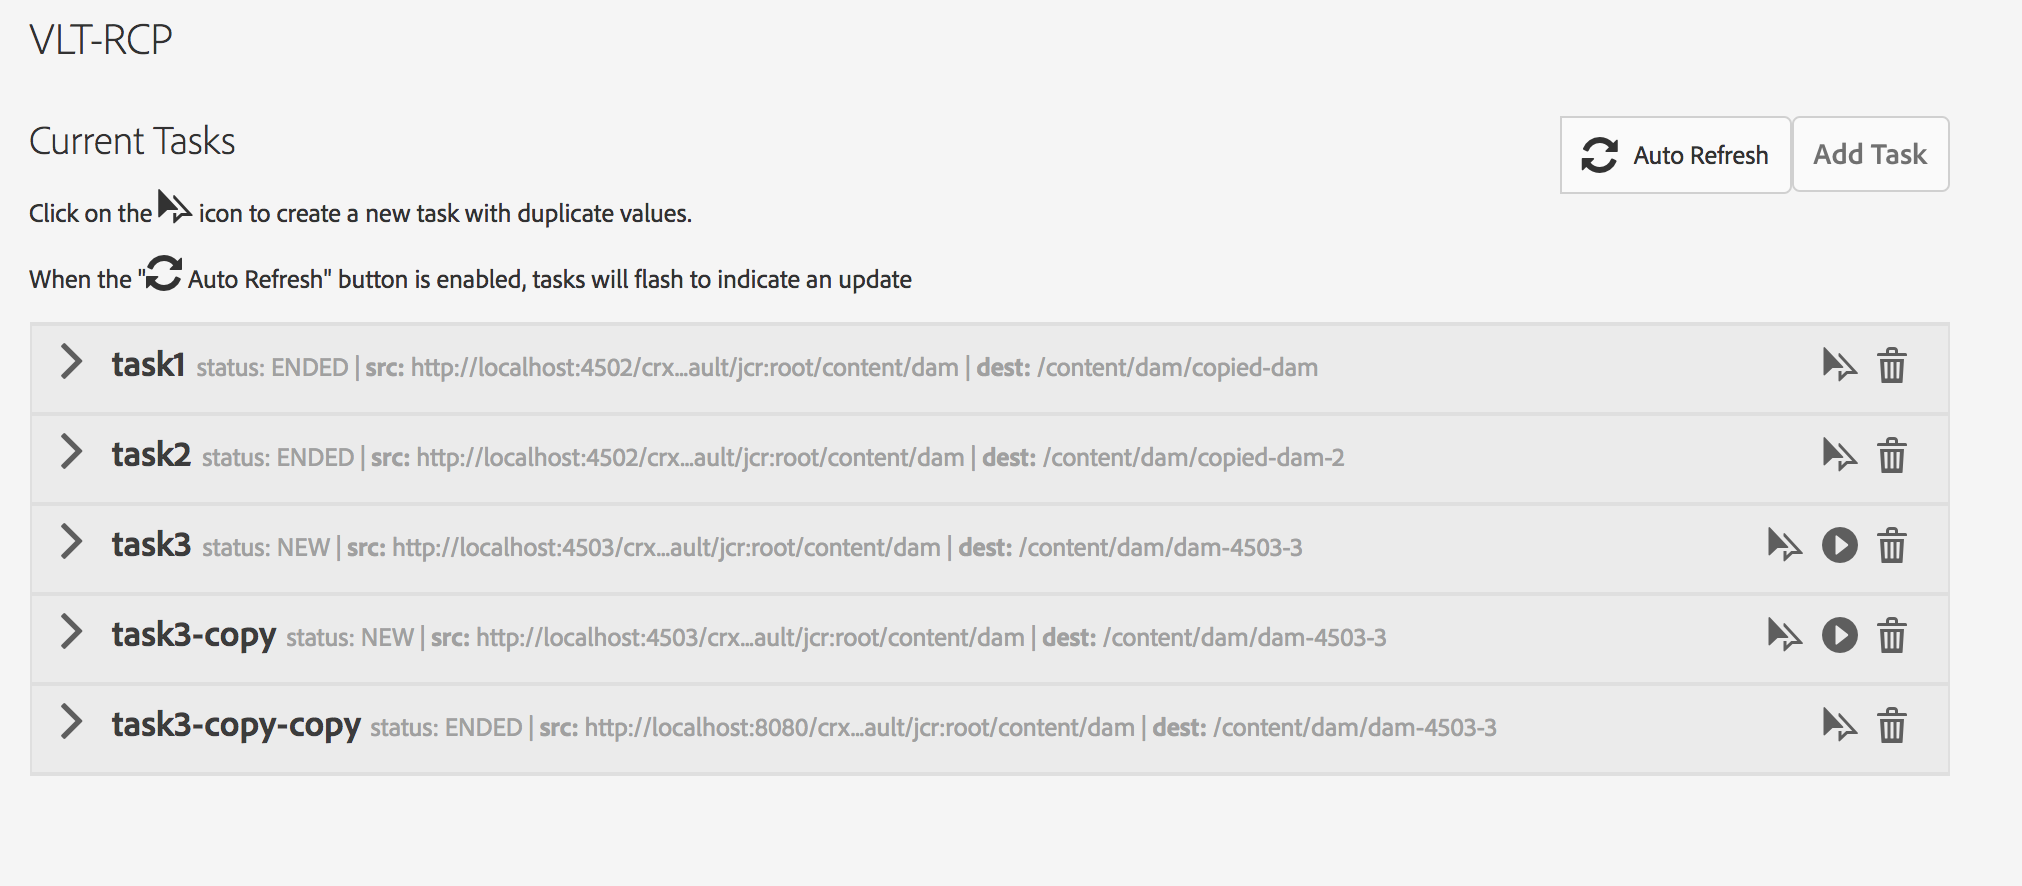 VLT-RCP
Current Tasks
Auto Refresh
Add Task
Click on the icon to create a new task with duplicate values.
When the " Auto Refresh" button is enabled, tasks will flash to indicate an update
task1 status: ENDED | src: http://localhost:4502/crx...ault/jcr:root/content/dam | dest: /content/dam/copied-dam
task2 status: ENDED | src: http://localhost:4502/crx...ault/jcr:root/content/dam | dest: /content/dam/copied-dam-2
task3 status: NEW | src: http://localhost:4503/crx...ault/jcr:root/content/dam | dest: /content/dam/dam-4503-3
task3-copy status: NEW | src: http://localhost:4503/crx...ault/jcr:root/content/dam | dest: /content/dam/dam-4503-3
task3-copy-copy status: ENDED | src: http://localhost:8080/crx...ault/jcr:root/content/dam | dest: /content/dam/dam-4503-3